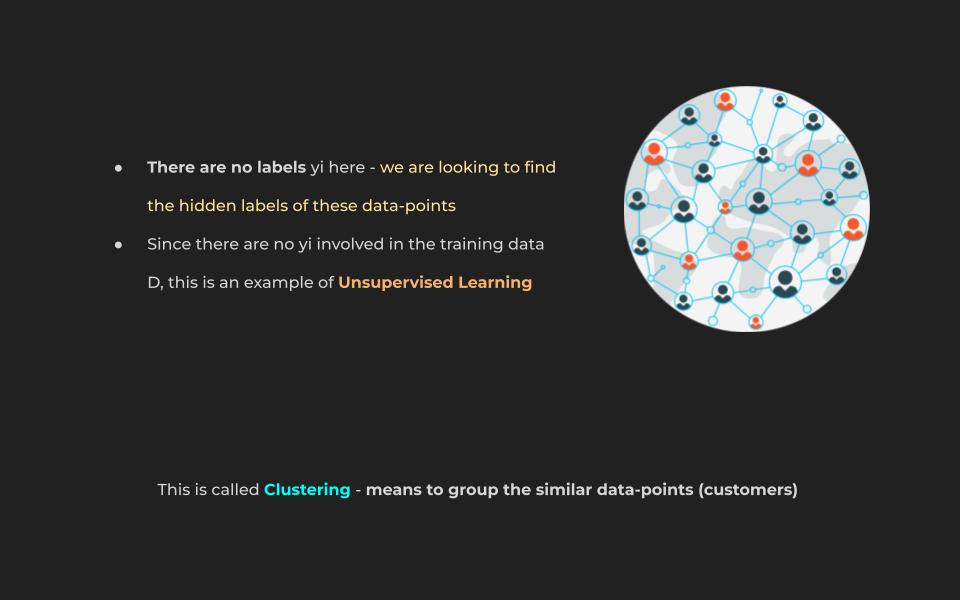 ● There are no labels yi here - we are looking to find
the hidden labels of these data-points
● Since there are no yi involved in the training data
D, this is an example of Unsupervised Learning
This is called Clustering - means to group the similar data-points (customers)